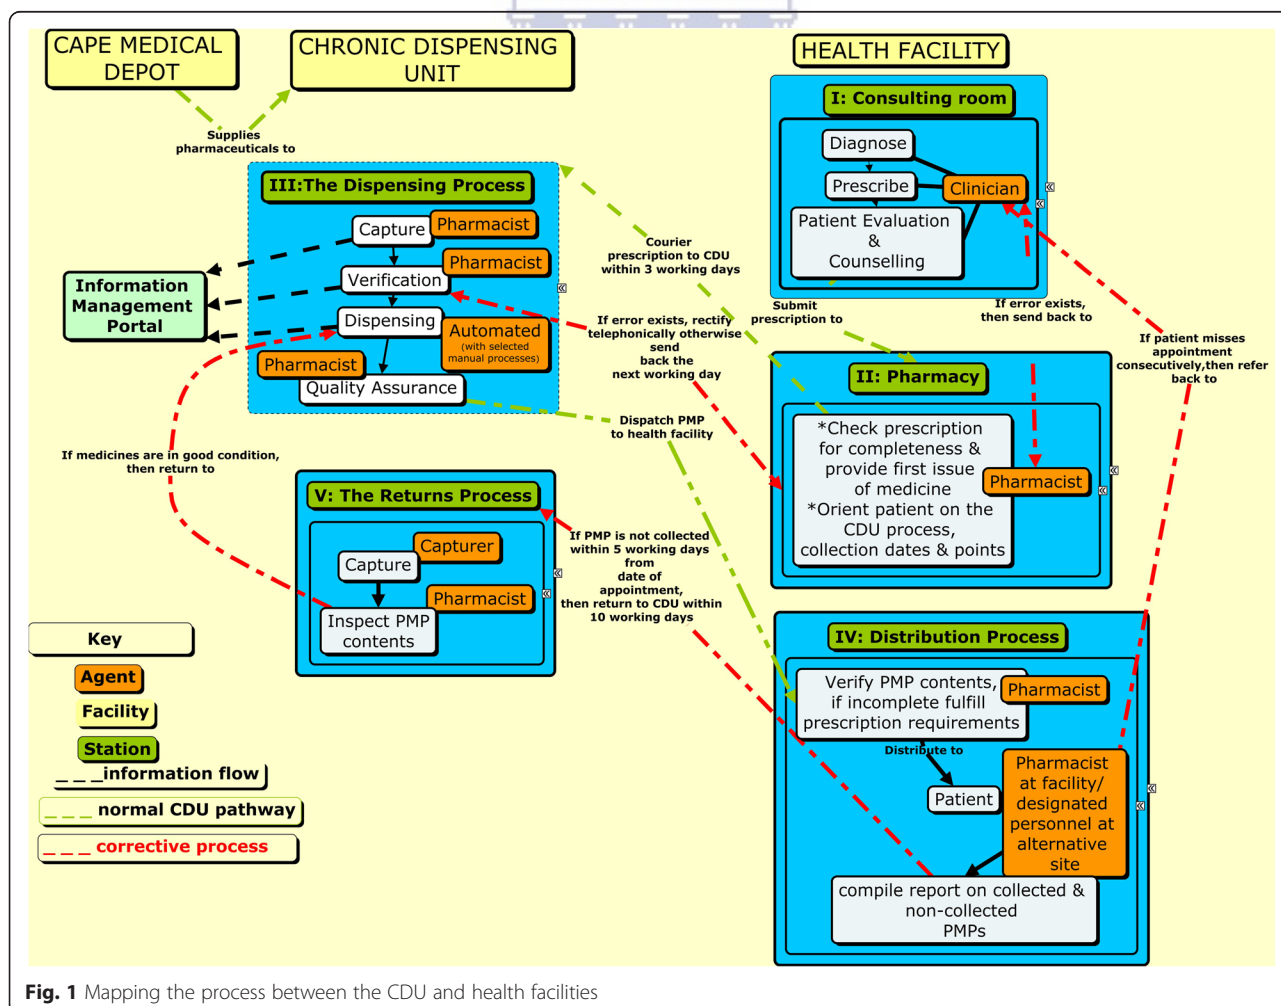 CAPE MEDICAL
DEPOT
CHRONIC DISPENSING
UNIT
HEALTH FACILITY
Supplies
pharmaceuticals to
I: Consulting room
Diagnose
Prescribe
Clinician
Patient Evaluation
&
Counselling
III:The Dispensing Process
Capture
Pharmacist
Verification
Pharmacist
Dispensing
Automated
(with selected
manual processes)
Pharmacist
Quality Assurance
Information
Management
Portal
Courier
prescription to CDU
within 3 working days
Submit
prescription to
If error exists,
then send back to
If error exists, rectify
telephonically otherwise
send
back the
next working day
If patient misses
appointment
consecutively,then refer
back to
II: Pharmacy
*Check prescription
for completeness &
provide first issue
of medicine
*Orient patient on the
CDU process,
collection dates & points
Pharmacist
Dispatch PMP
to health facility
If medicines are in good condition,
then return to
V: The Returns Process
Capturer
Capture
Pharmacist
Inspect PMP
contents
If PMP is not collected
within 5 working days
from
date of
appointment,
then return to CDU within
10 working days
IV: Distribution Process
Verify PMP contents,
if incomplete fulfill
prescription requirements
Pharmacist
Distribute to
Patient
Pharmacist
at facility/
designated
personnel at
alternative
site
compile report on collected &
non-collected
PMPs
Key
Agent
Facility
Station
_ _ _information flow
_ _ _ normal CDU pathway
_ _ _ corrective process
Fig. 1 Mapping the process between the CDU and health facilities